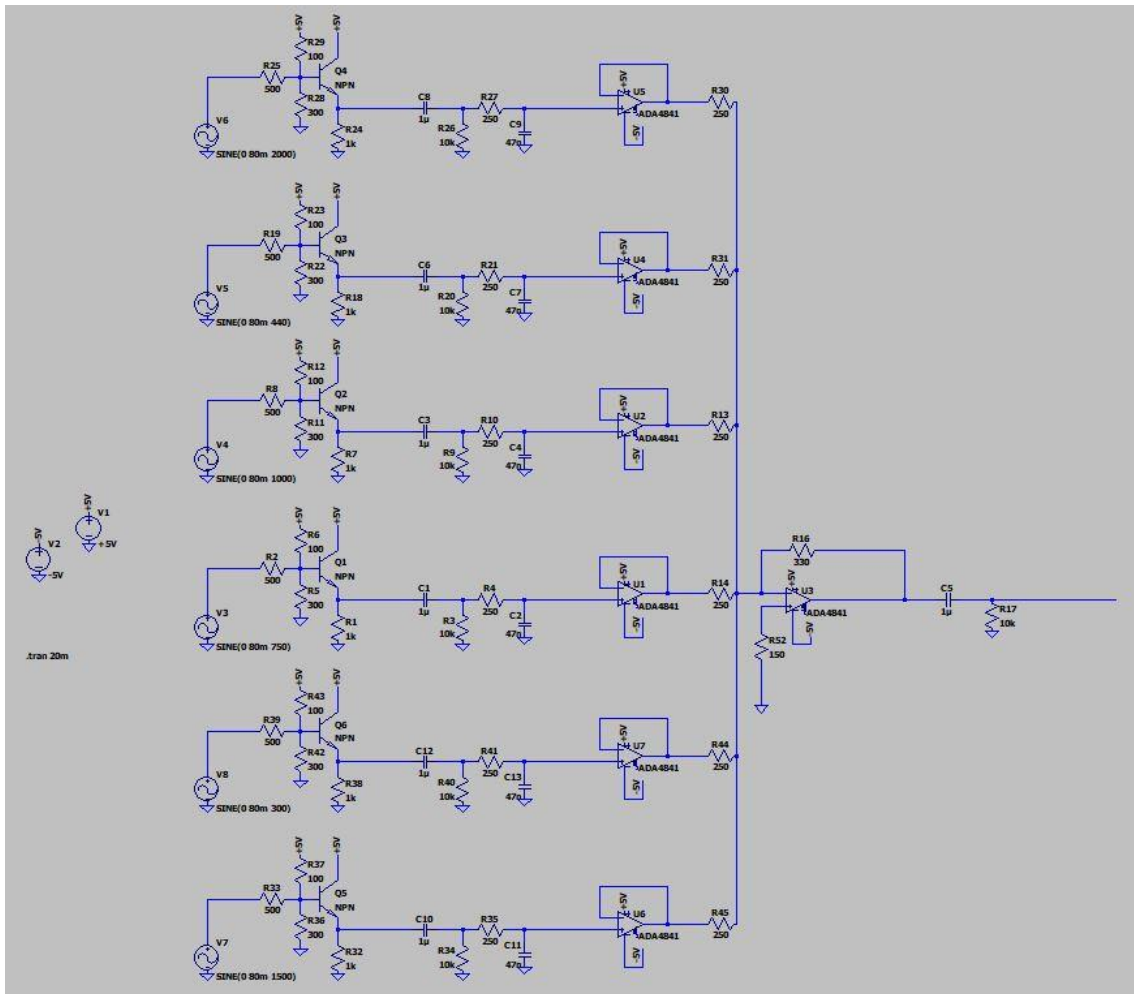 +5V
+5V
R29
100
R25
500
Q4
NPN
R28
300
V6
SINE(0 80m 2000)
R24
1k
C8
1µ
R27
250
R26
10k
C9
47n
+5V
U5
ADA4841
-5V
R30
250
+5V
+5V
R23
100
R19
500
Q3
NPN
R22
300
V5
SINE(0 80m 440)
R18
1k
C6
1µ
R21
250
R20
10k
C7
47n
+5V
U4
ADA4841
-5V
R31
250
+5V
+5V
R12
100
R8
500
Q2
NPN
R11
300
V4
SINE(0 80m 1000)
R7
1k
C3
1µ
R10
250
R9
10k
C4
47n
+5V
U2
ADA4841
-5V
R13
250
+5V
V1
+5V
-5V
V2
-5V
.tran 20m
+5V
+5V
R6
100
R2
500
Q1
NPN
R5
300
V3
SINE(0 80m 750)
R1
1k
C1
1µ
R4
250
R3
10k
C2
47n
+5V
U1
ADA4841
-5V
R14
250
R16
330
+5V
U3
ADA4841
-5V
R52
150
C5
1µ
R17
10k
+5V
+5V
R43
100
R39
500
Q6
NPN
R42
300
V8
SINE(0 80m 300)
R38
1k
C12
1µ
R41
250
R40
10k
C13
47n
+5V
U7
ADA4841
-5V
R44
250
+5V
+5V
R37
100
R33
500
Q5
NPN
R36
300
V7
SINE(0 80m 1500)
R32
1k
C10
1µ
R35
250
R34
10k
C11
47n
+5V
U6
ADA4841
-5V
R45
250